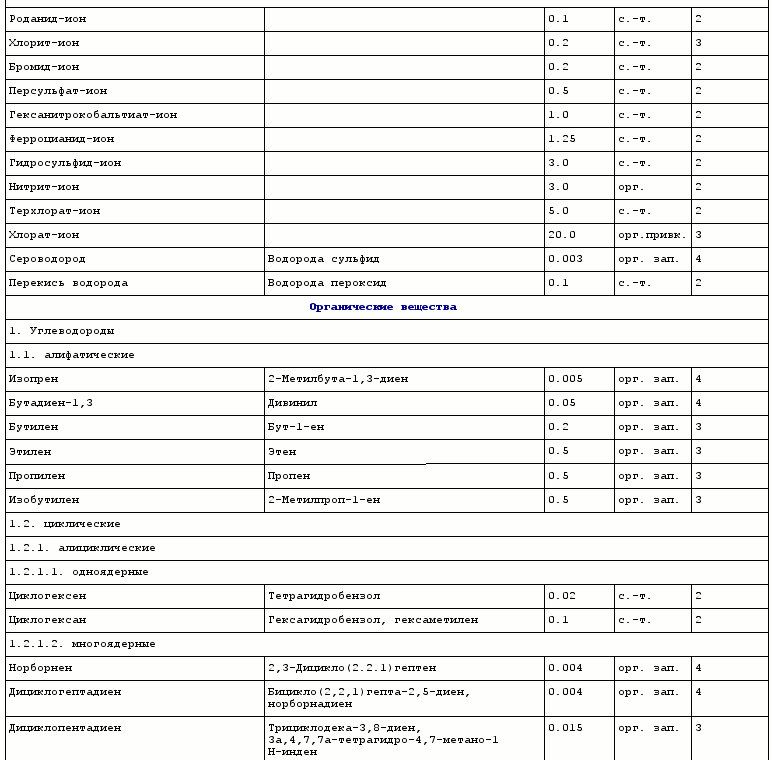 Роданид-ион 0.1 с.-т. 2
Хлорит-ион 0.2 с.-т. 3
Бромид-ион 0.2 с.-т. 2
Персульфат-ион 0.5 с.-т. 2
Гексанитрокобальтиат-ион 1.0 с.-т. 2
Ферроцианид-ион 1.25 с.-т. 2
Гидросульфид-ион 3.0 с.-т. 2
Нитрит-ион 3.0 орг. 2
Терхлорат-ион 5.0 с.-т. 2
Хлорат-ион 20.0 орг.привк. 3
Сероводород Водорода сульфид 0.003 орг. зап. 4
Перекись водорода Водорода пероксид 0.1 с.-т. 2
Органические вещества
1. Углеводороды
1.1. алифатические
Изопрен 2-Метилбута-1,3-диен 0.005 орг. зап. 4
Бутадиен-1,3 Дивинил 0.05 орг. зап. 4
Бутилен Бут-1-ен 0.2 орг. зап. 3
Этилен Этен 0.5 орг. зап. 3
Пропилен Пропен 0.5 орг. зап. 3
Изобутилен 2-Метилпроп-1-ен 0.5 орг. зап. 3
1.2. циклические
1.2.1. алициклические
1.2.1.1. одноядерные
Циклогексен Тетрагидробензол 0.02 с.-т. 2
Циклогексан Гексагидробензол, гексаметилен 0.1 с.-т. 2
1.2.1.2. многоядерные
Норборнен 2,3-Дицикло(2.2.1)гептен 0.004 орг. зап. 4
Дициклогептадиен Бицикло(2,2,1)гепта-2,5-диен, 0.004 орг. зап. 4
норборнадиен
Дициклопентадиен Трициклодека-3,8-диен, 0.015 орг. зап. 3
3а,4,7,7а-тетрагидро-4,7-метано-1
Н-инден